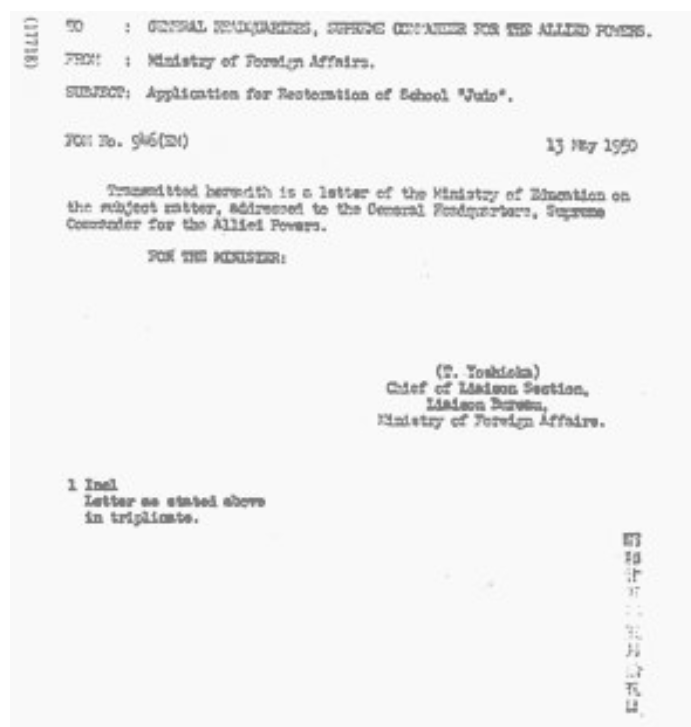 (17718)
TO : GENERAL HEADQUARTERS, SUPREME COMMANDER FOR THE ALLIED POWERS.
FROM : Ministry of Foreign Affairs.
SUBJECT: Application for Restoration of School "Judo".
FOM No. 946(EM)
13 May 1950
Transmitted herewith is a letter of the Ministry of Education on
the subject matter, addressed to the General Headquarters, Supreme
Commander for the Allied Powers.
FOR THE MINISTER:
(T. Yoshioka)
Chief of Liaison Section,
Liaison Bureau,
Ministry of Foreign Affairs.
1 Incl
Letter as stated above
in triplicate.